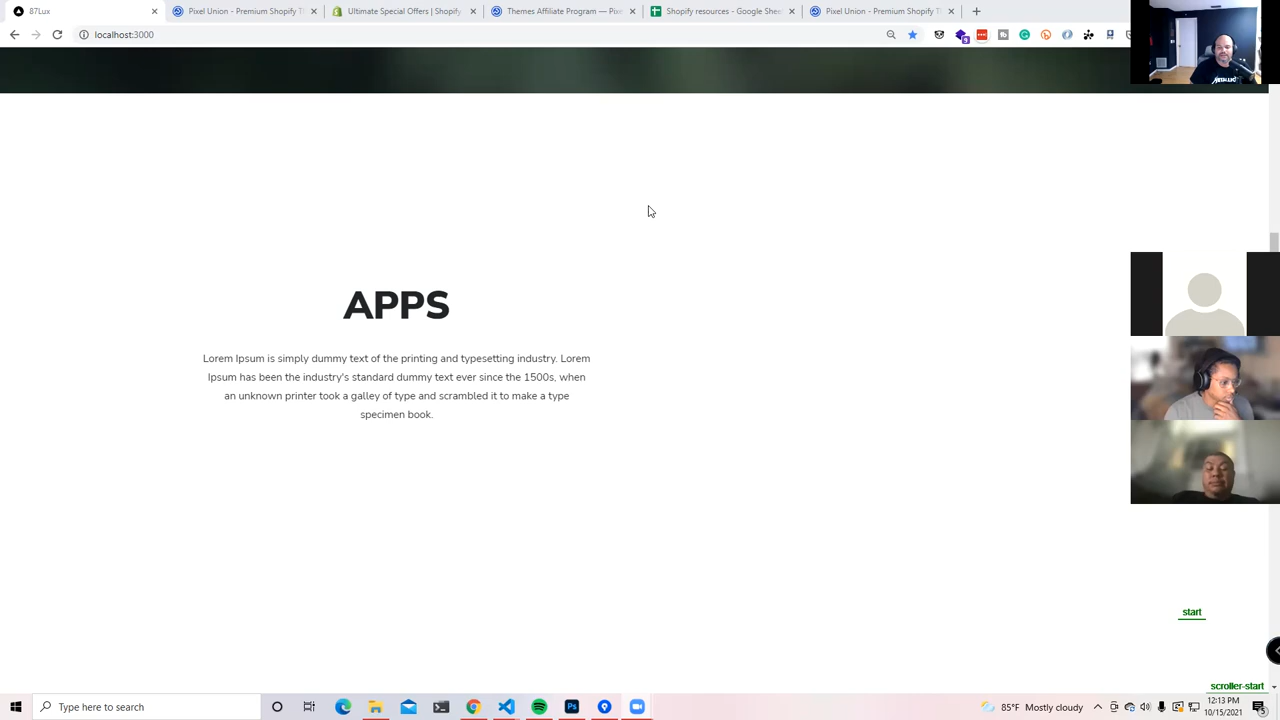 87Lux
Pixel Union - Premium Shopify Th
Ultimate Special Offers | Shopify
Themes Affiliate Program — Pixe
Shopify resources - Google Shee
Pixel Union - Premium Shopify Th
localhost:3000
APPS
Lorem Ipsum is simply dummy text of the printing and typesetting industry. Lorem
Ipsum has been the industry's standard dummy text ever since the 1500s, when
an unknown printer took a galley of type and scrambled it to make a type
specimen book.
start
scroller-start
Type here to search
85°F Mostly cloudy
12:13 PM
10/15/2021